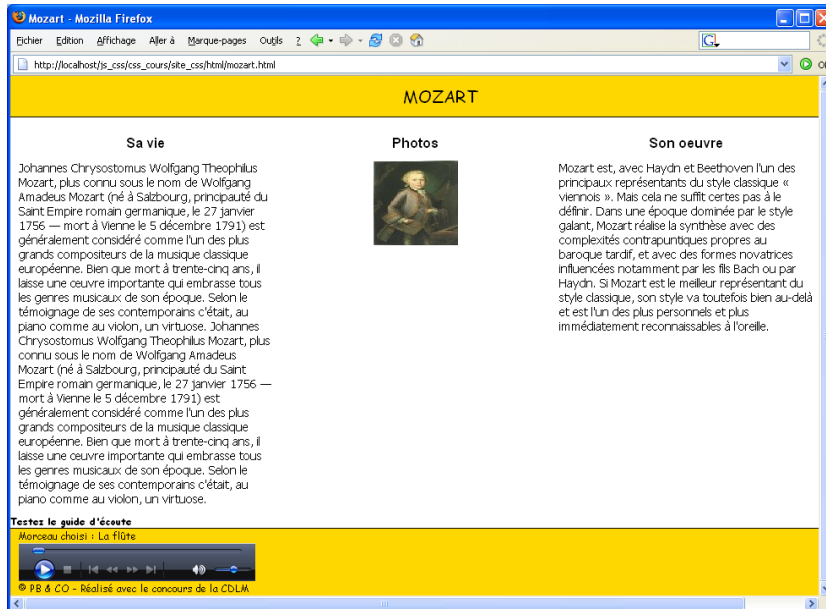 Mozart - Mozilla Firefox
Fichier Edition Affichage Aller à Marque-pages Outils ?
G
http://localhost/js_css/css_cours/site_css/html/mozart.html
MOZART
Sa vie
Johannes Chrysostomus Wolfgang Theophilus
Mozart, plus connu sous le nom de Wolfgang
Amadeus Mozart (né à Salzbourg, principauté du
Saint Empire romain germanique, le 27 janvier
1756 — mort à Vienne le 5 décembre 1791) est
généralement considéré comme l'un des plus
grands compositeurs de la musique classique
européenne. Bien que mort à trente-cinq ans, il
laisse une œuvre importante qui embrasse tous
les genres musicaux de son époque. Selon le
témoignage de ses contemporains c'était, au
piano comme au violon, un virtuose. Johannes
Chrysostomus Wolfgang Theophilus Mozart, plus
connu sous le nom de Wolfgang Amadeus
Mozart (né à Salzbourg, principauté du Saint
Empire romain germanique, le 27 janvier 1756 —
mort à Vienne le 5 décembre 1791) est
généralement considéré comme l'un des plus
grands compositeurs de la musique classique
européenne. Bien que mort à trente-cinq ans, il
laisse une œuvre importante qui embrasse tous
les genres musicaux de son époque. Selon le
témoignage de ses contemporains c'était, au
piano comme au violon, un virtuose.
Photos
Son oeuvre
Mozart est, avec Haydn et Beethoven l'un des
principaux représentants du style classique «
viennois ». Mais cela ne suffit certes pas à le
définir. Dans une époque dominée par le style
galant, Mozart réalise la synthèse avec des
complexités contrapuntiques propres au
baroque tardif, et avec des formes novatrices
influencées notamment par les fils Bach ou par
Haydn. Si Mozart est le meilleur représentant du
style classique, son style va toutefois bien au-delà
et est l'un des plus personnels et plus
immédiatement reconnaissables à l'oreille.
Testez le guide d'écoute
Morceau choisi : La flûte
© PB & CO - Réalisé avec le concours de la CDLM